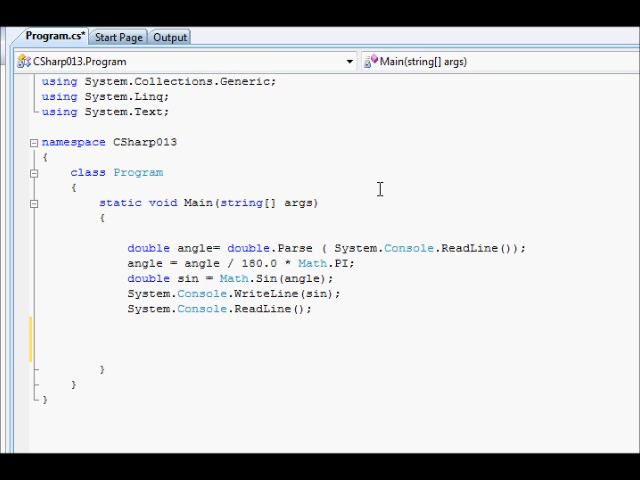 Program.cs* Start Page Output
CSharp013.Program Main(string[] args)
using System.Collections.Generic;
using System.Linq;
using System.Text;
namespace CSharp013
{
class Program
{
static void Main(string[] args)
{
double angle= double.Parse ( System.Console.ReadLine());
angle = angle / 180.0 * Math.PI;
double sin = Math.Sin(angle);
System.Console.WriteLine(sin);
System.Console.ReadLine();
}
}
}